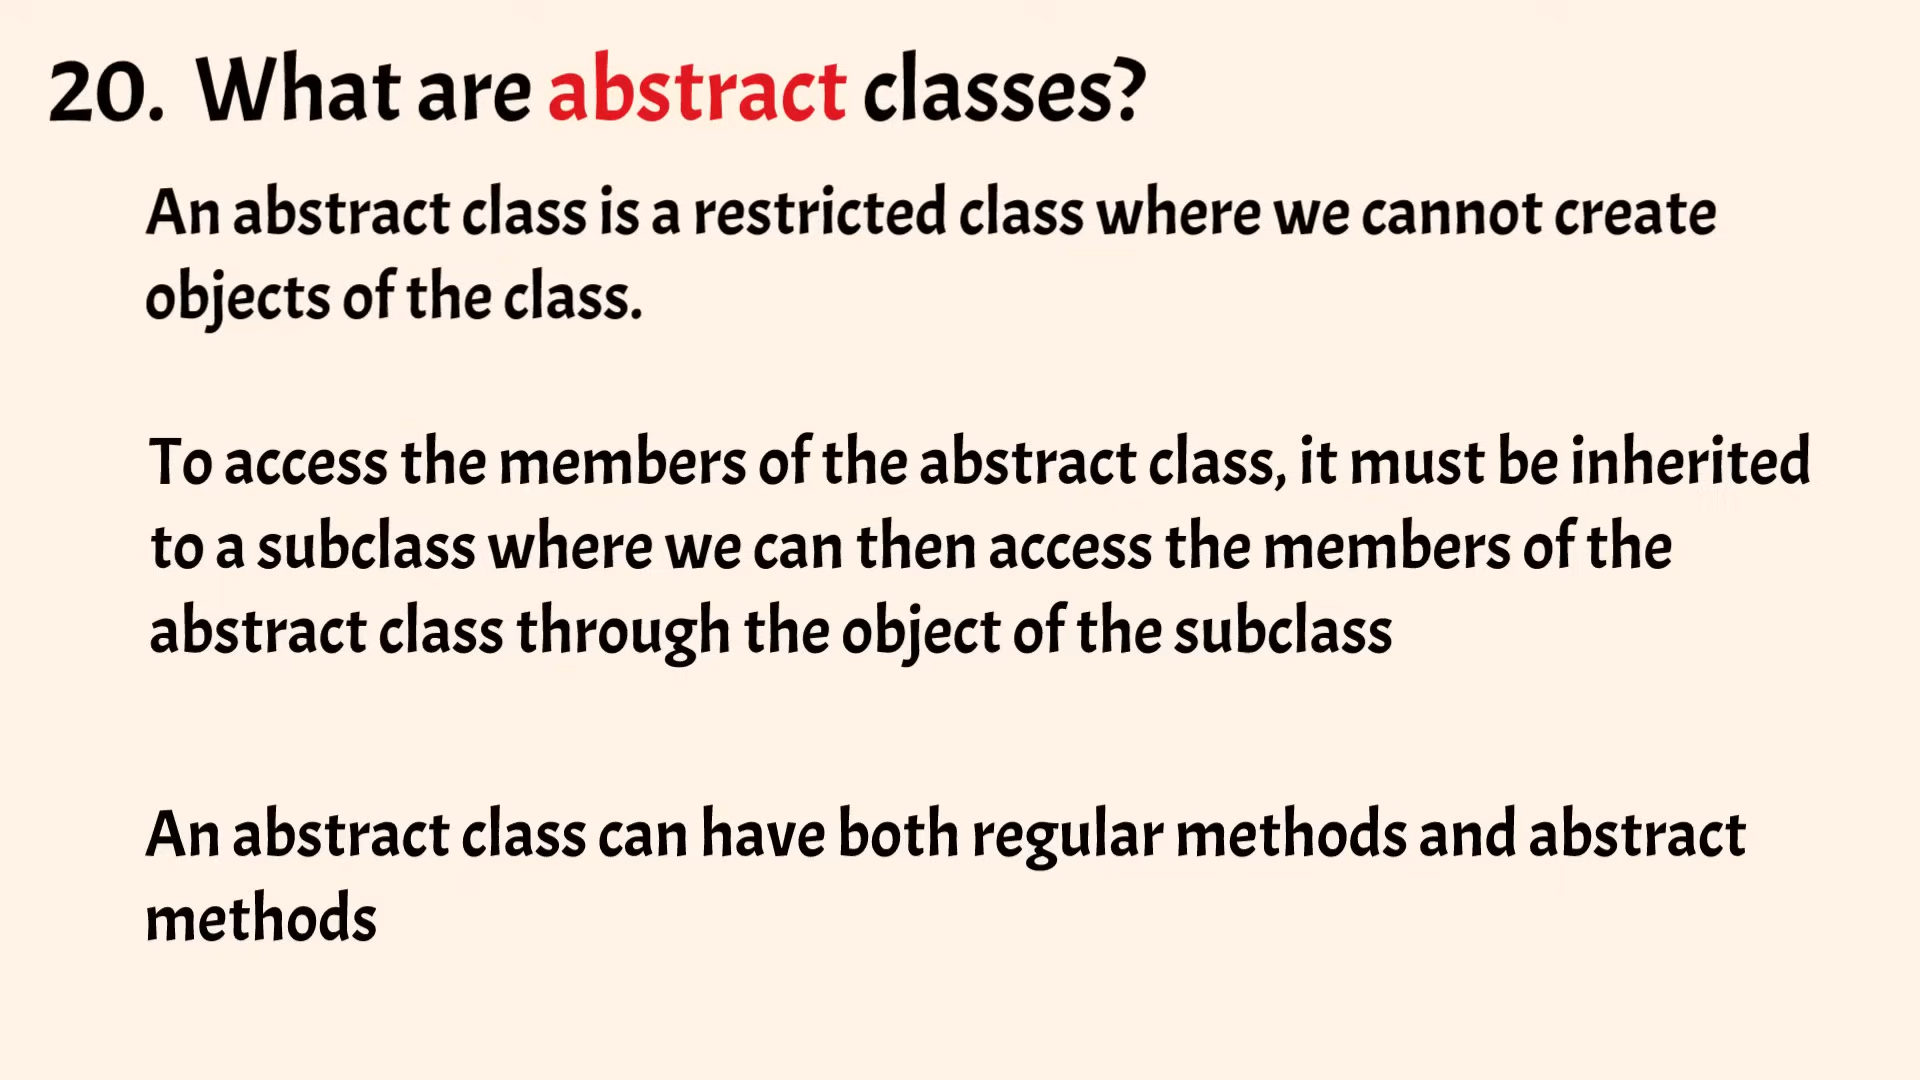 20. What are abstract classes?
An abstract class is a restricted class where we cannot create
objects of the class.
To access the members of the abstract class, it must be inherited
to a subclass where we can then access the members of the
abstract class through the object of the subclass
An abstract class can have both regular methods and abstract
methods